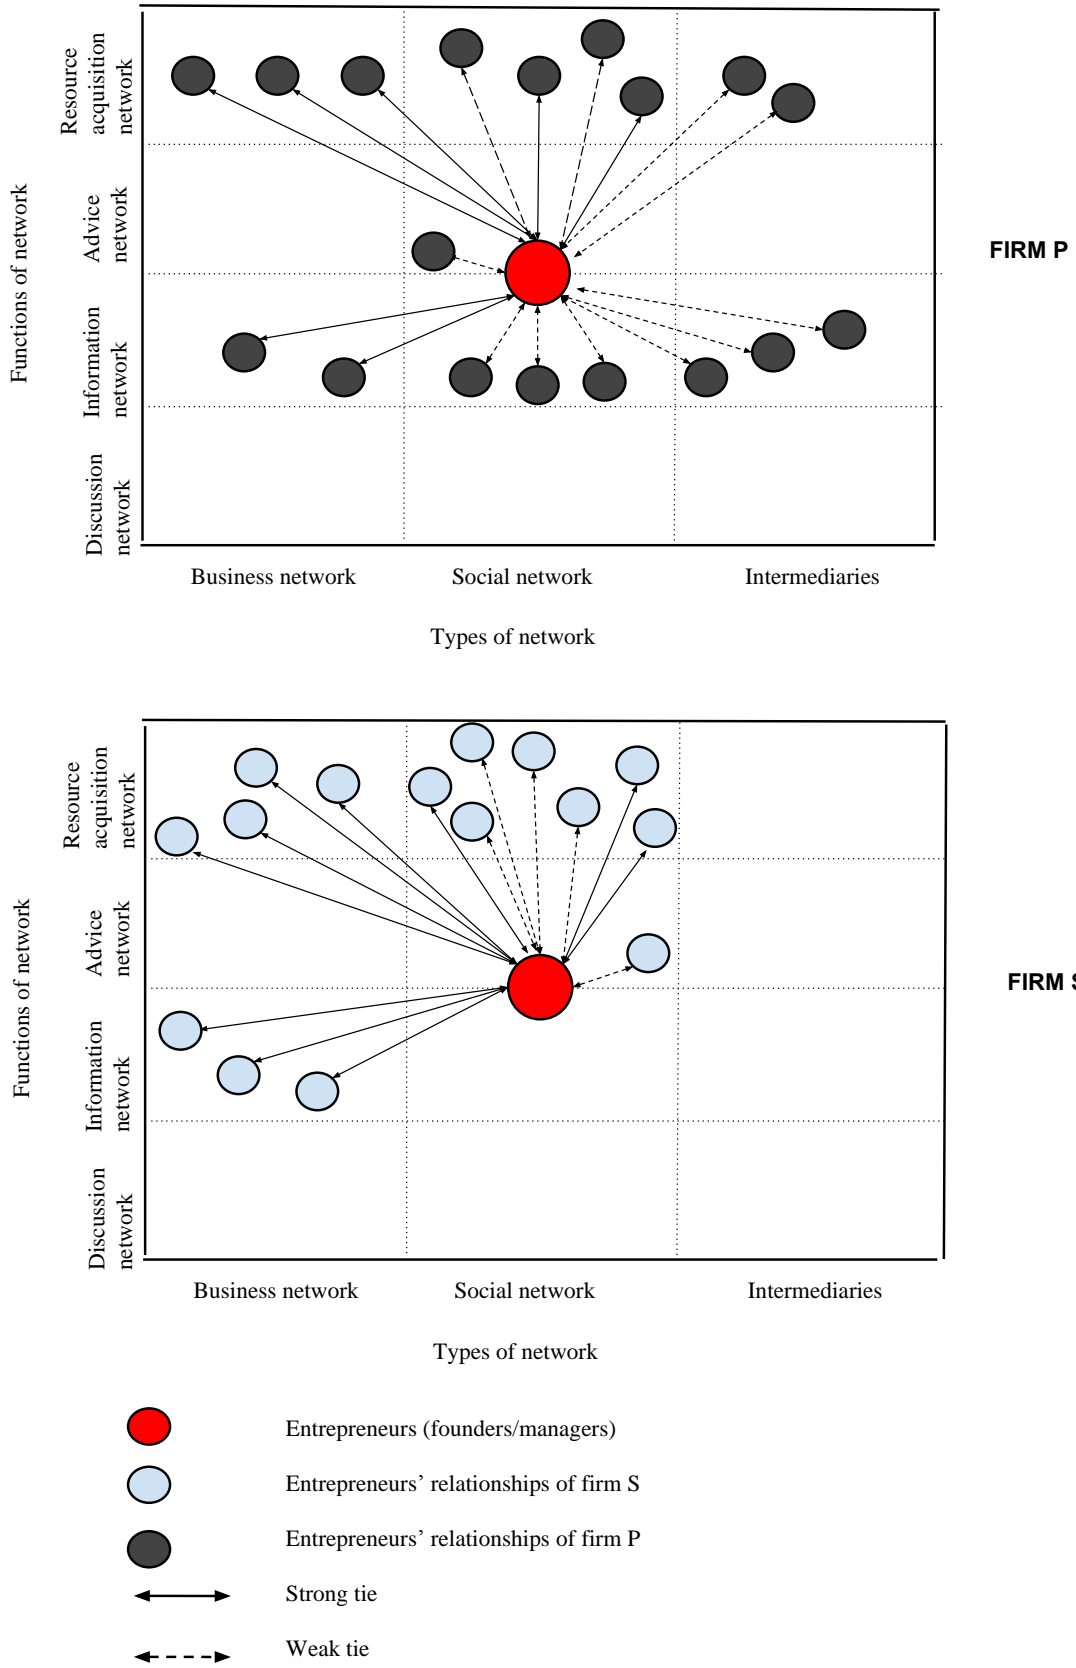 Functions of network
Resource
acquisition
network
Advice
network
Information
network
Discussion
network
FIRM P
Business network
Social network
Intermediaries
Types of network
Functions of network
Resource
acquisition
network
Advice
network
Information
network
Discussion
network
FIRM S
Business network
Social network
Intermediaries
Types of network
Entrepreneurs (founders/managers)
Entrepreneurs’ relationships of firm S
Entrepreneurs’ relationships of firm P
Strong tie
Weak tie